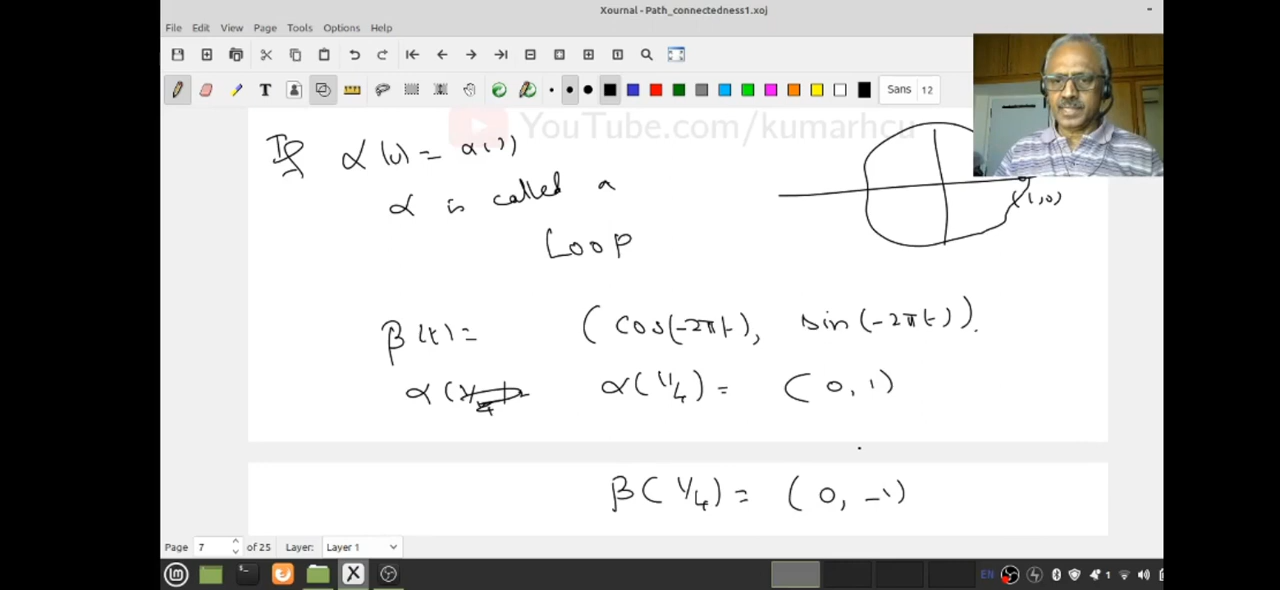 Xournal - Path_connectedness1.xoj
File Edit View Page Tools Options Help
T Sans 12
YouTube.com/kumarhcu
If α(0) = α(1)
α is called a
Loop
(1,0)
β(t) = (cos(-2πt), sin(-2πt)).
α( α(1/4) = (0, 1)
β(1/4) = (0, -1)
Page 7 of 25 Layer: Layer 1
EN 1